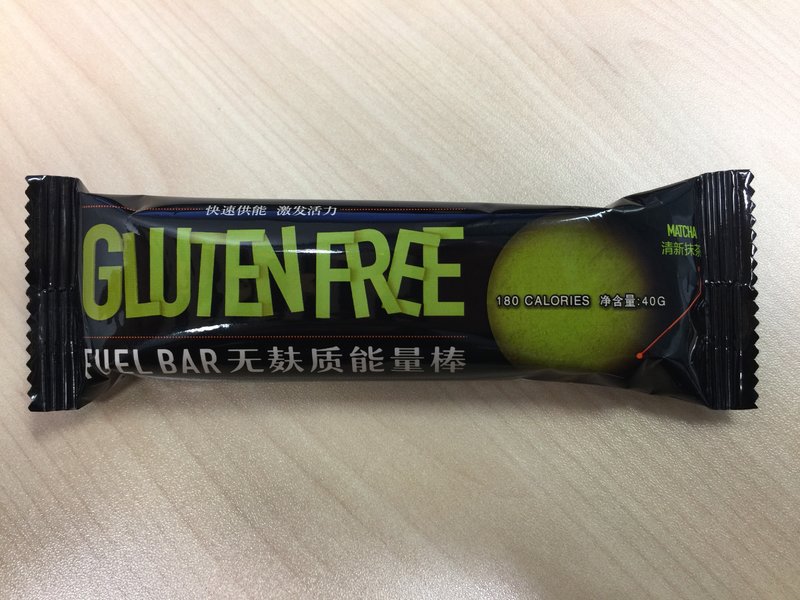 快速供能 激发活力
GLUTEN FREE
FUEL BAR 无麸质能量棒
MATCHA
清新抹茶
180 CALORIES 净含量:40G